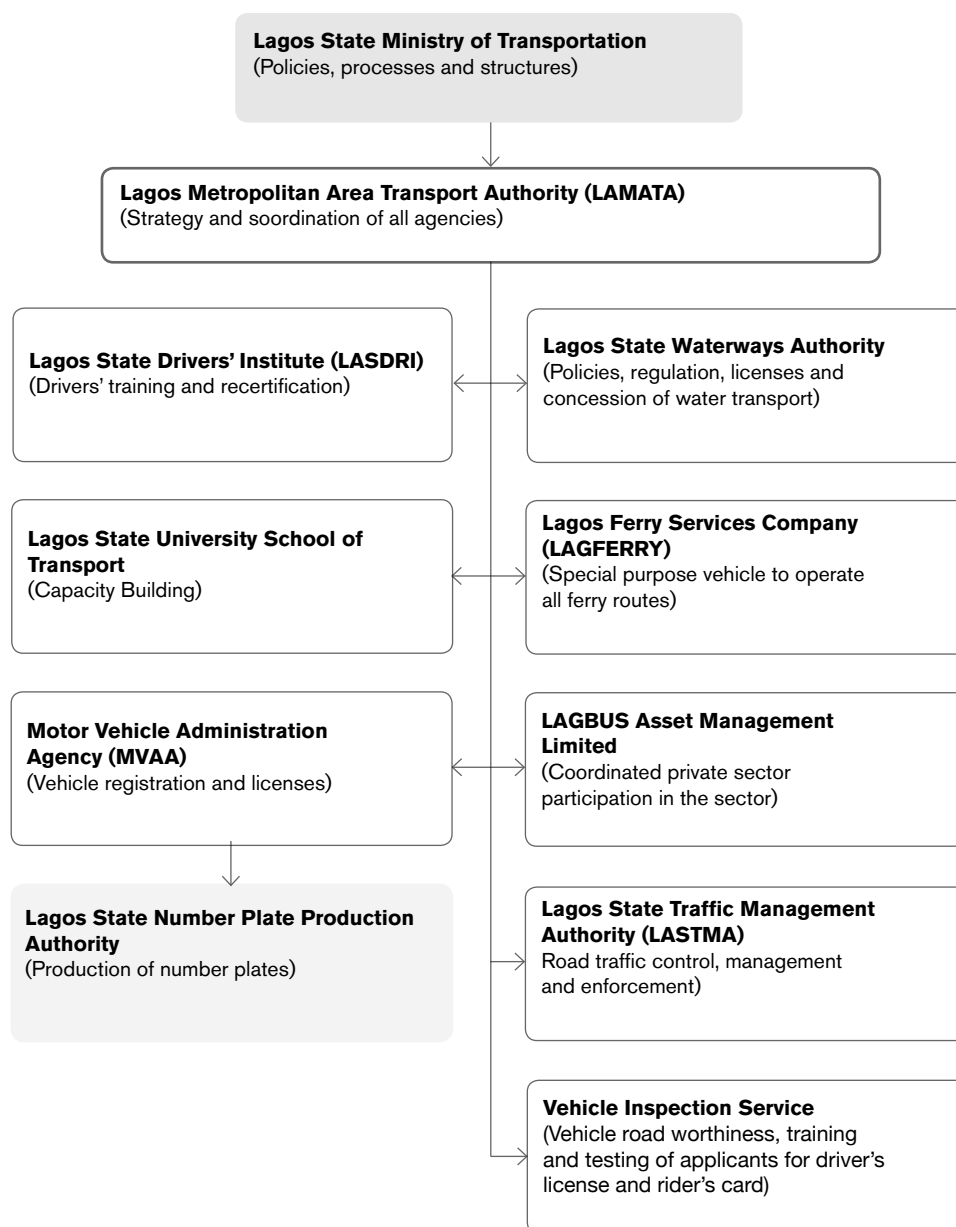 Lagos State Ministry of Transportation
(Policies, processes and structures)
Lagos Metropolitan Area Transport Authority (LAMATA)
(Strategy and soordination of all agencies)
Lagos State Drivers’ Institute (LASDRI)
(Drivers’ training and recertification)
Lagos State Waterways Authority
(Policies, regulation, licenses and
concession of water transport)
Lagos State University School of
Transport
(Capacity Building)
Lagos Ferry Services Company
(LAGFERRY)
(Special purpose vehicle to operate
all ferry routes)
Motor Vehicle Administration
Agency (MVAA)
(Vehicle registration and licenses)
LAGBUS Asset Management
Limited
(Coordinated private sector
participation in the sector)
Lagos State Number Plate Production
Authority
(Production of number plates)
Lagos State Traffic Management
Authority (LASTMA)
Road traffic control, management
and enforcement)
Vehicle Inspection Service
(Vehicle road worthiness, training
and testing of applicants for driver’s
license and rider’s card)